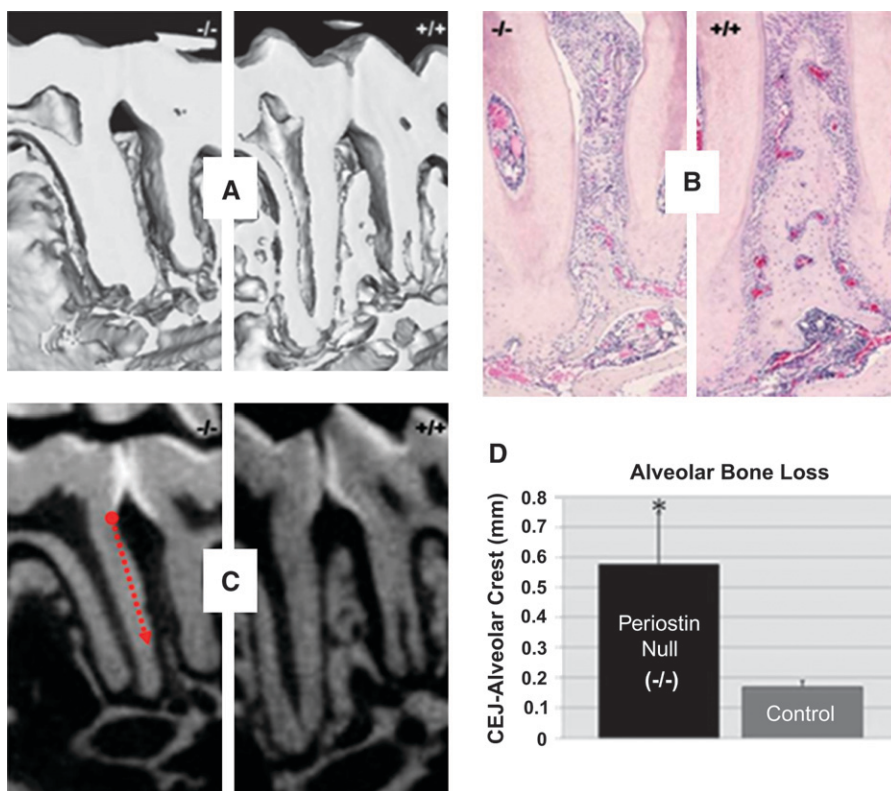 -/-
+/+
A
-/-
+/+
B
-/-
+/+
C
D
Alveolar Bone Loss
CEJ-Alveolar Crest (mm)
0.8
0.7
0.6
0.5
0.4
0.3
0.2
0.1
0
*
Periostin
Null
(-/-)
Control